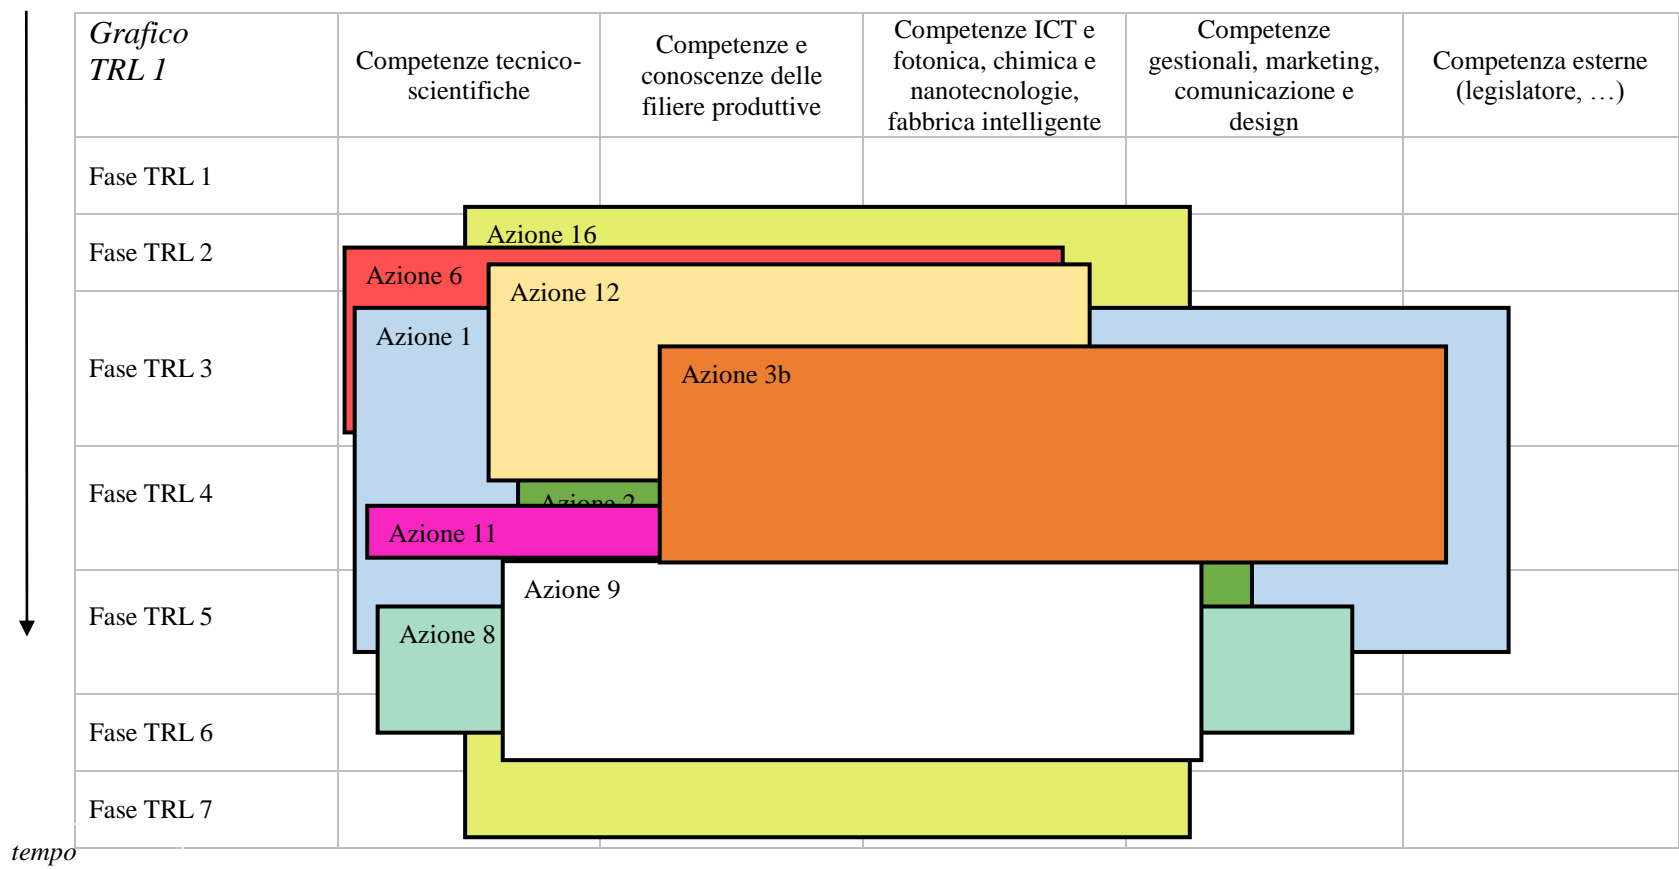 Grafico
TRL 1
Competenze tecnico-
scientifiche
Competenze e
conoscenze delle
filiere produttive
Competenze ICT e
fotonica, chimica e
nanotecnologie,
fabbrica intelligente
Competenze
gestionali, marketing,
comunicazione e
design
Competenza esterne
(legislatore, …)
Fase TRL 1
Fase TRL 2
Azione 16
Azione 6
Azione 12
Azione 1
Fase TRL 3
Azione 3b
Fase TRL 4
Azione 2
Azione 11
Azione 9
Fase TRL 5
Azione 8
Fase TRL 6
Fase TRL 7
tempo